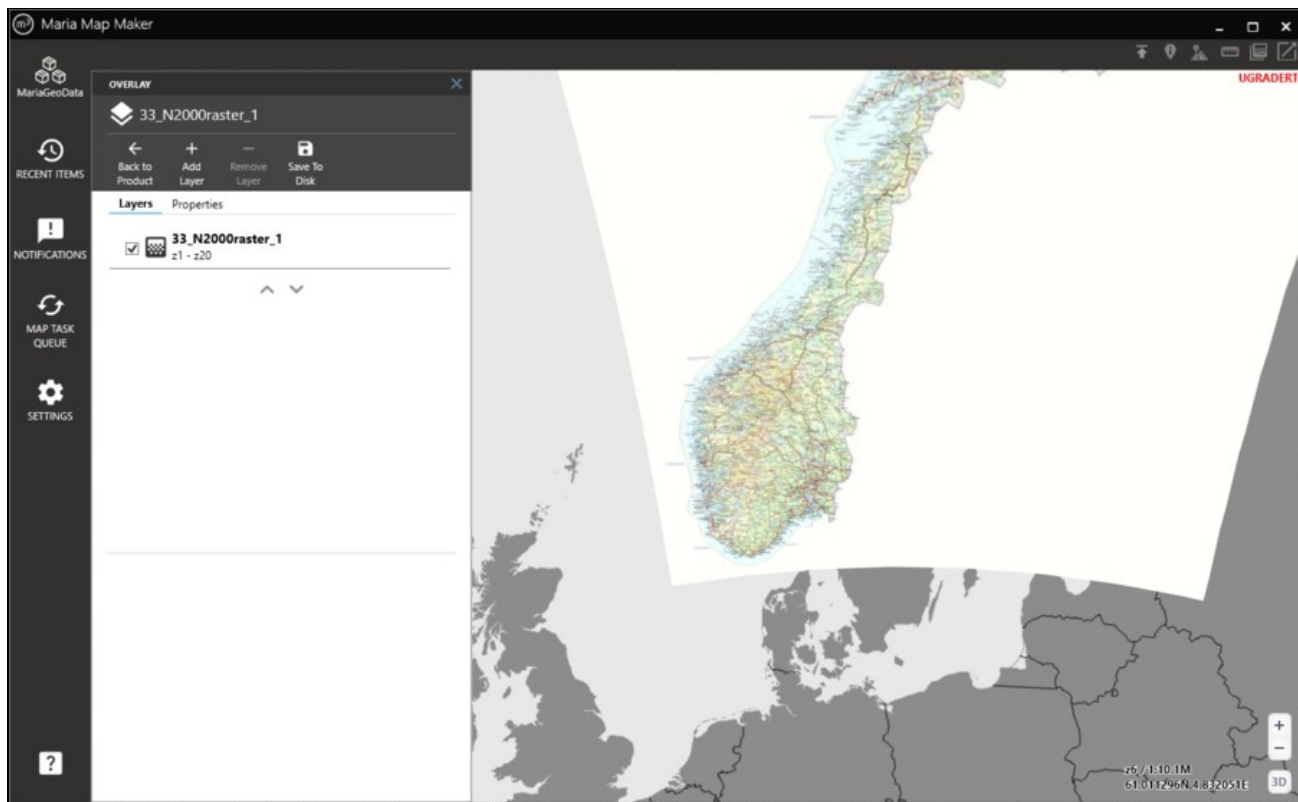 m³ Maria Map Maker
MariaGeoData
RECENT ITEMS
NOTIFICATIONS
MAP TASK
QUEUE
SETTINGS
?
OVERLAY
33_N2000raster_1
Back to
Product
Add
Layer
Remove
Layer
Save To
Disk
Layers Properties
33_N2000raster_1
z1 - z20
UGRADERT
+
−
z6 / 1:10.1M
61.011296N,4.832051E
3D